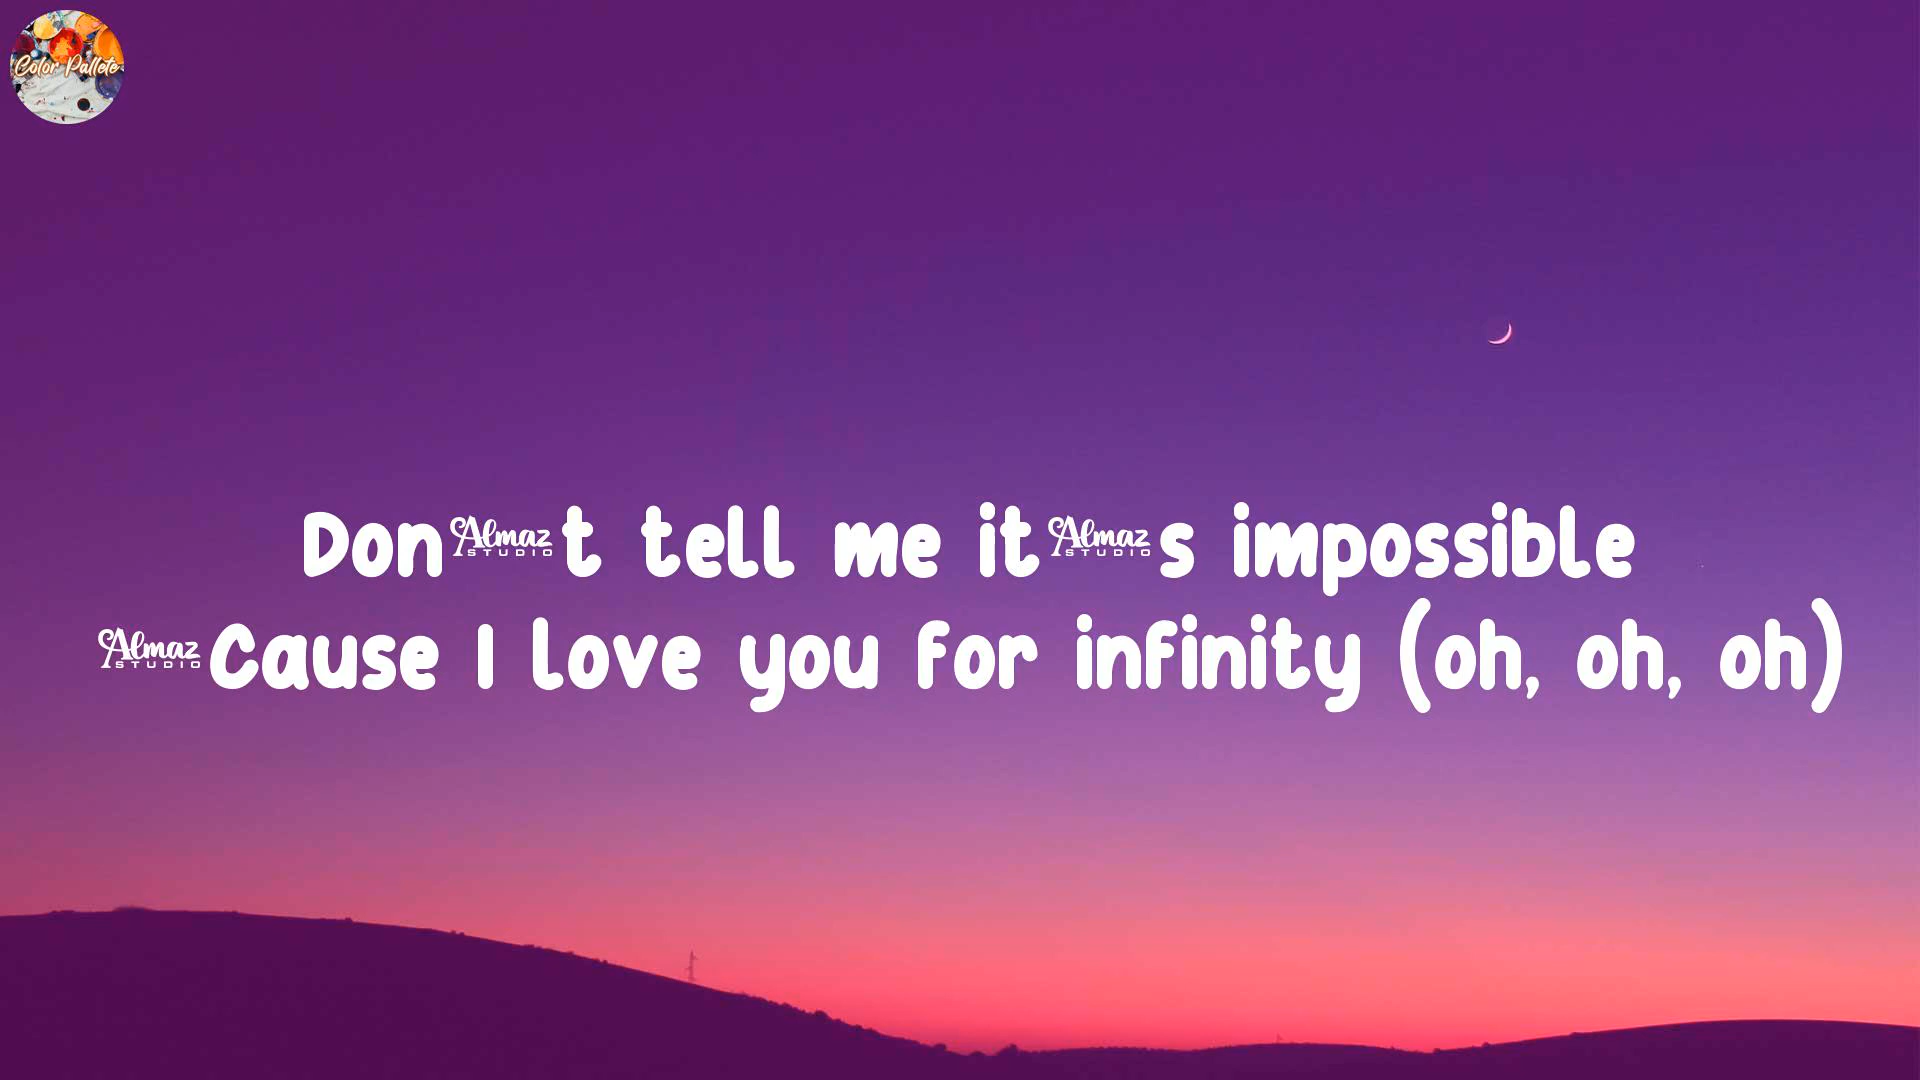 Color Pallete
DonAlmaz STUDIOt tell me itAlmaz STUDIOs impossible
Almaz STUDIOCause I love you for infinity (oh, oh, oh)